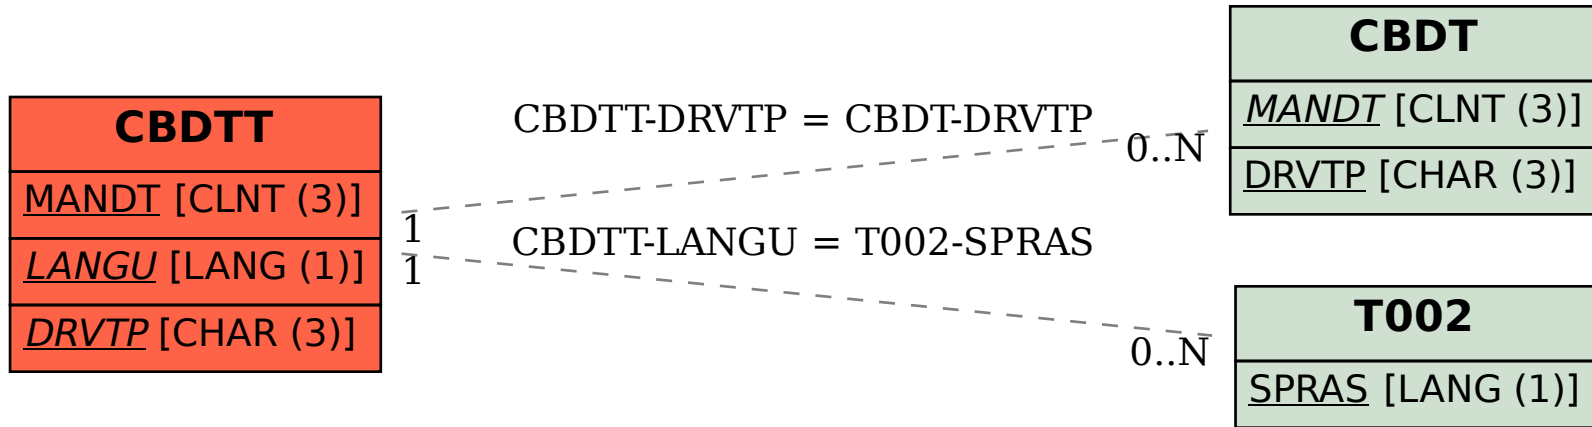 CBDTT
MANDT [CLNT (3)]
LANGU [LANG (1)]
DRVTP [CHAR (3)]
CBDTT-DRVTP = CBDT-DRVTP
0..N
1
CBDTT-LANGU = T002-SPRAS
1
0..N
CBDT
MANDT [CLNT (3)]
DRVTP [CHAR (3)]
T002
SPRAS [LANG (1)]